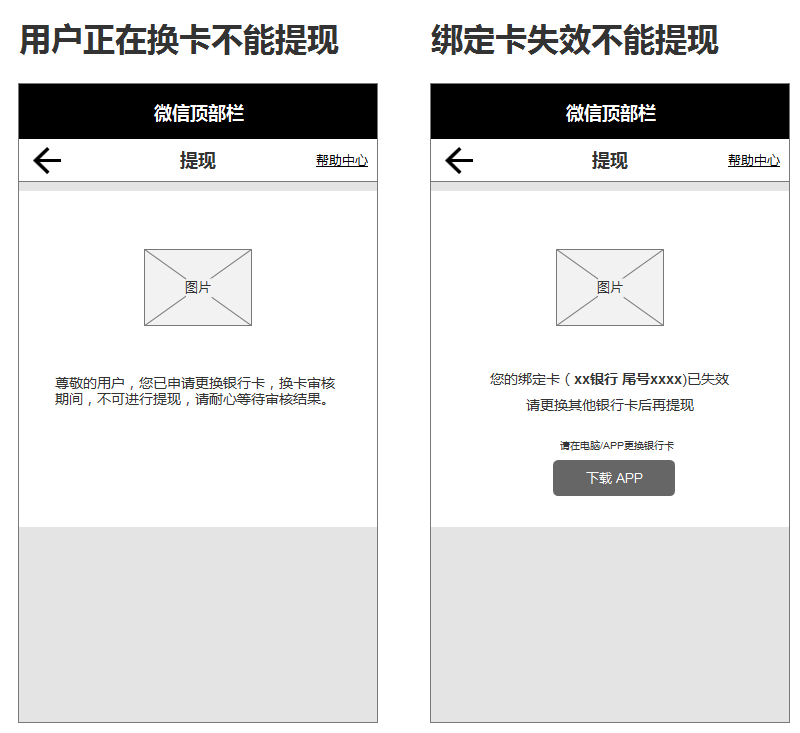 用户正在换卡不能提现
微信顶部栏
提现
帮助中心
图片
尊敬的用户，您已申请更换银行卡，换卡审核
期间，不可进行提现，请耐心等待审核结果。
绑定卡失效不能提现
微信顶部栏
提现
帮助中心
图片
您的绑定卡（xx银行 尾号xxxx)已失效
请更换其他银行卡后再提现
请在电脑/APP更换银行卡
下载 APP